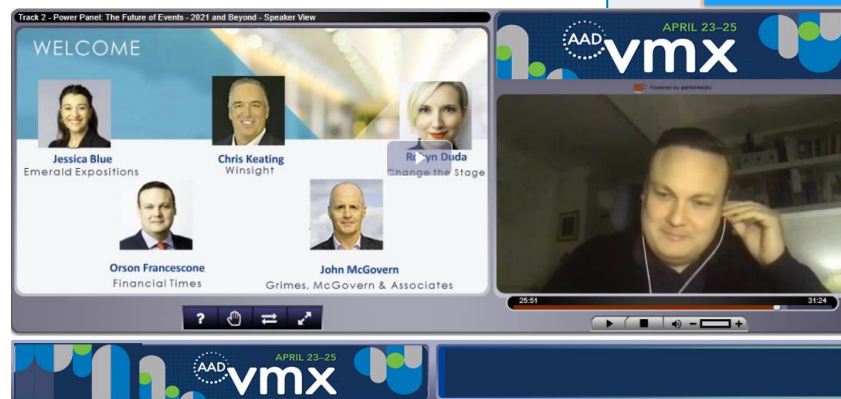 Track 2 - Power Panel: The Future of Events - 2021 and Beyond - Speaker View
WELCOME
Jessica Blue
Emerald Expositions
Chris Keating
Winsight
Robyn Duda
Change the Stage
Orson Francescone
Financial Times
John McGovern
Grimes, McGovern & Associates
?
APRIL 23–25
AAD
vmx
Powered by performedia
25:51
31:24
APRIL 23–25
AAD
vmx